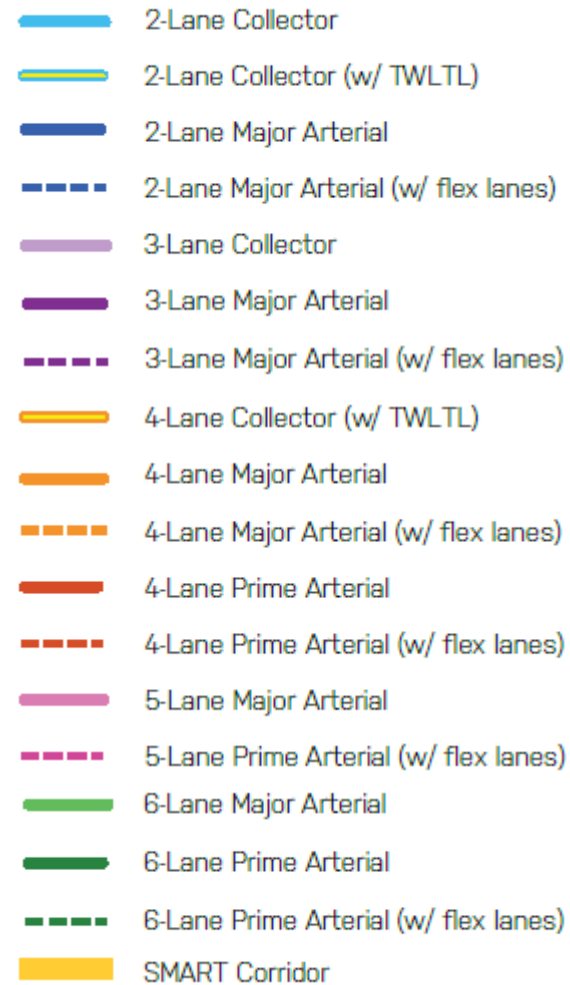 2-Lane Collector
2-Lane Collector (w/ TWLTL)
2-Lane Major Arterial
2-Lane Major Arterial (w/ flex lanes)
3-Lane Collector
3-Lane Major Arterial
3-Lane Major Arterial (w/ flex lanes)
4-Lane Collector (w/ TWLTL)
4-Lane Major Arterial
4-Lane Major Arterial (w/ flex lanes)
4-Lane Prime Arterial
4-Lane Prime Arterial (w/ flex lanes)
5-Lane Major Arterial
5-Lane Prime Arterial (w/ flex lanes)
6-Lane Major Arterial
6-Lane Prime Arterial
6-Lane Prime Arterial (w/ flex lanes)
SMART Corridor